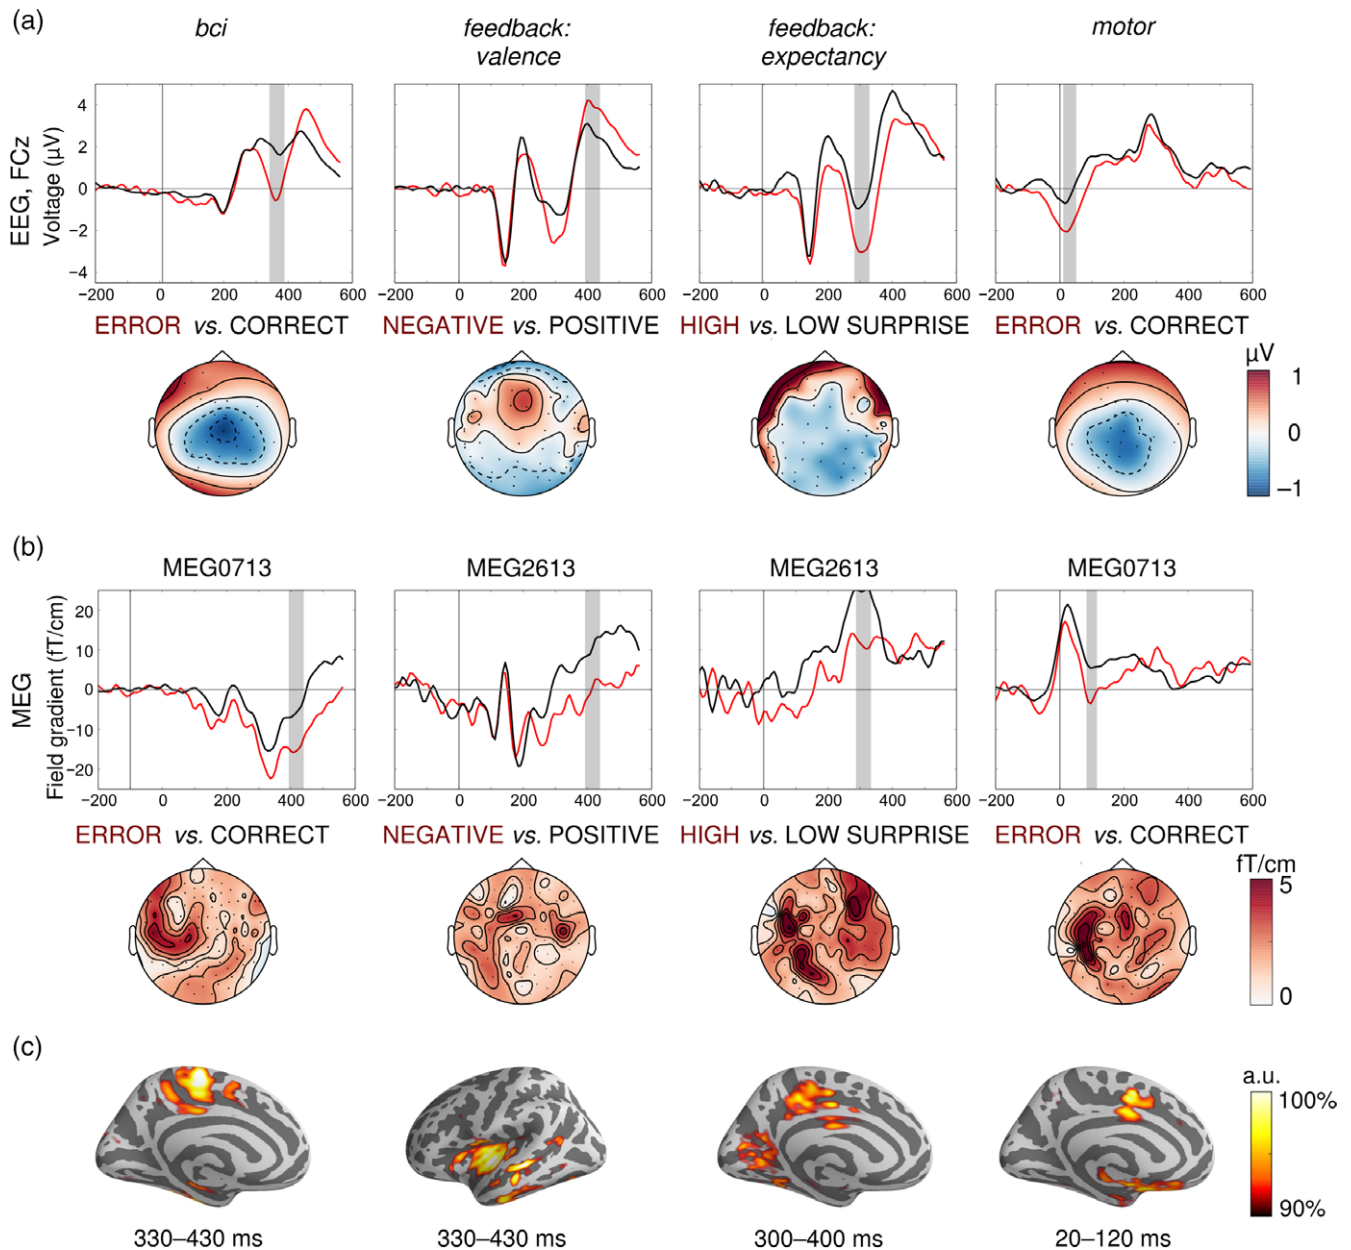 (a)
bci
feedback: valence
feedback: expectancy
motor
EEG, FCz
Voltage (µV)
4
2
0
−2
−4
−200 0 200 400 600
−200 0 200 400 600
−200 0 200 400 600
−200 0 200 400 600
ERROR vs. CORRECT
NEGATIVE vs. POSITIVE
HIGH vs. LOW SURPRISE
ERROR vs. CORRECT
µV
1
0
−1
(b)
MEG0713
MEG2613
MEG2613
MEG0713
MEG
Field gradient (fT/cm)
20
10
0
−10
−20
−200 0 200 400 600
−200 0 200 400 600
−200 0 200 400 600
−200 0 200 400 600
ERROR vs. CORRECT
NEGATIVE vs. POSITIVE
HIGH vs. LOW SURPRISE
ERROR vs. CORRECT
fT/cm
5
0
(c)
a.u.
100%
90%
330–430 ms
330–430 ms
300–400 ms
20–120 ms